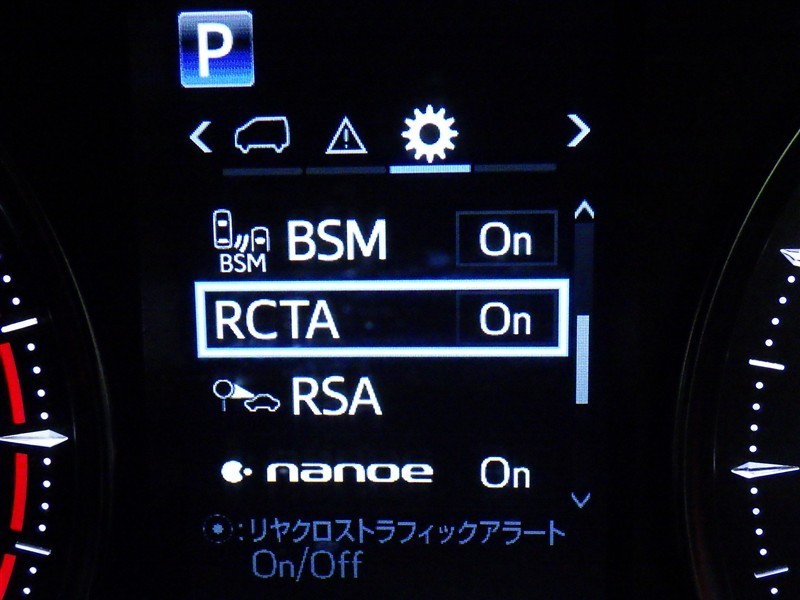 P
BSM BSM On
RCTA On
RSA
nanoe On
:リヤクロストラフィックアラート
On/Off